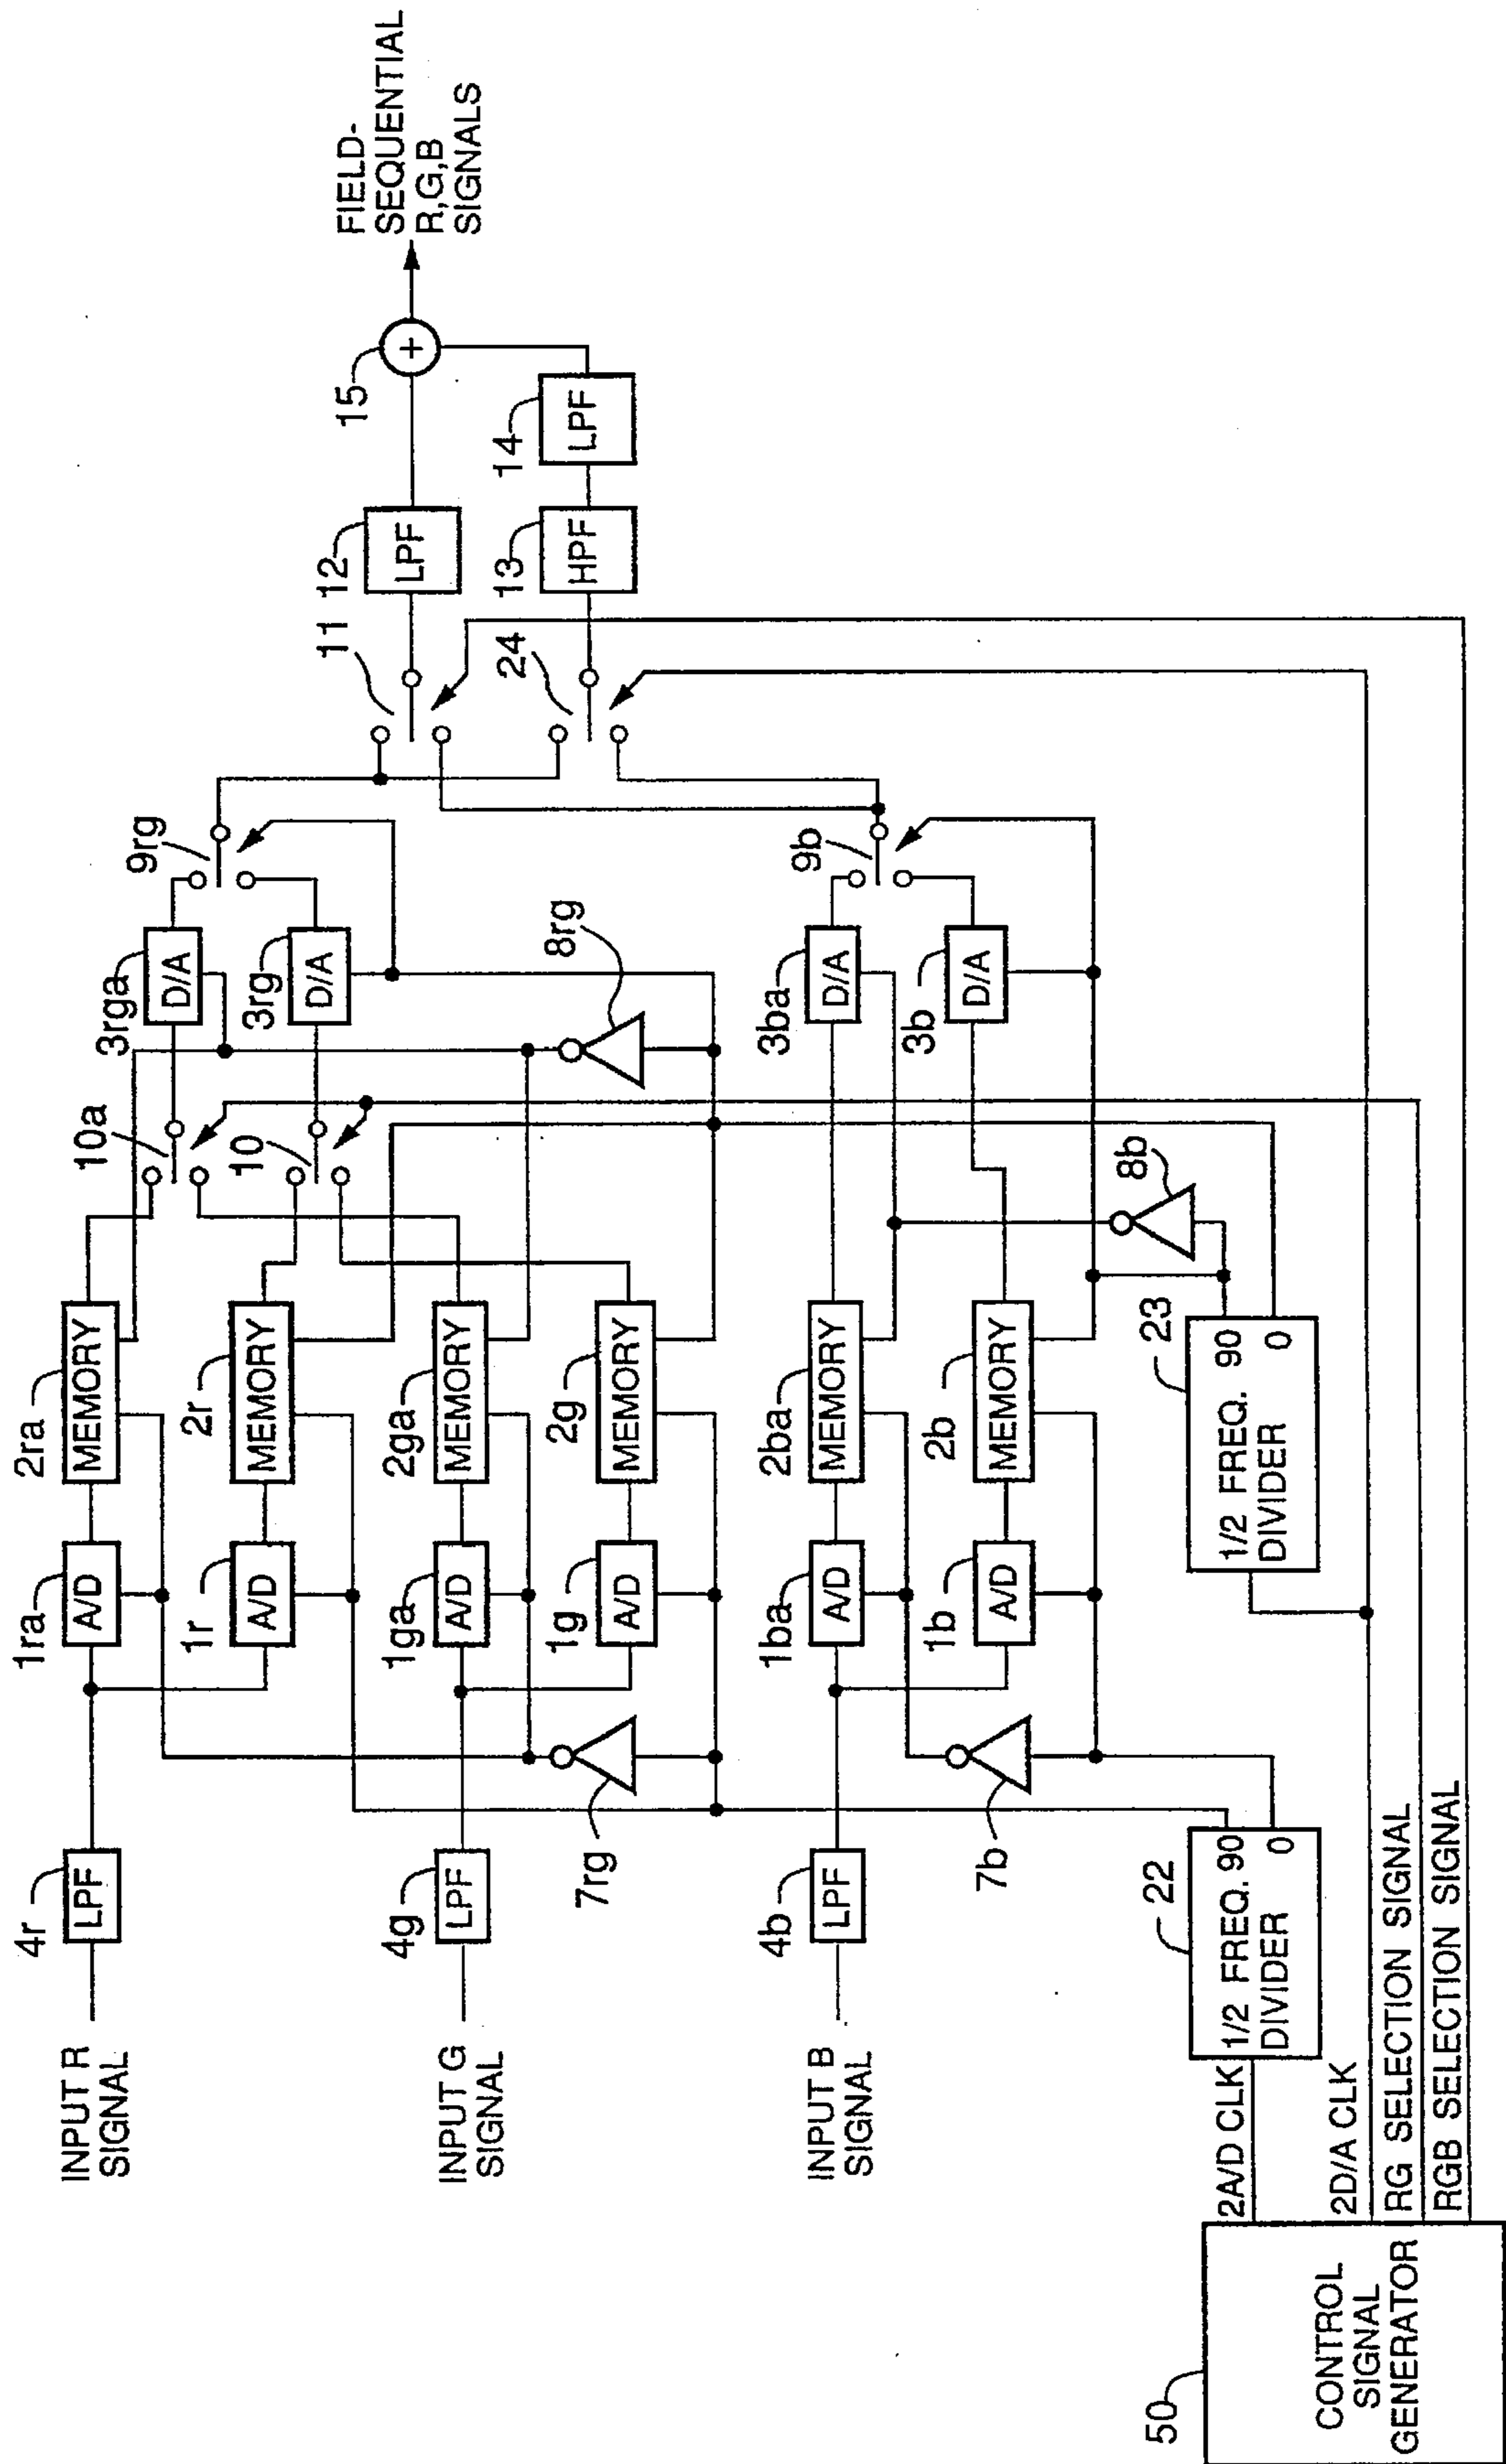 FIELD-
SEQUENTIAL
R,G,B
SIGNALS
15
12
LPF
14
LPF
13
HPF
11
24
9rg
9b
3rga
D/A
3rg
D/A
8rg
3ba
D/A
3b
D/A
10a
10
8b
2ra
MEMORY
2r
MEMORY
2ga
MEMORY
2g
MEMORY
2ba
MEMORY
2b
MEMORY
23
1/2 FREQ. 90
DIVIDER 0
1ra
A/D
1r
A/D
1ga
A/D
1g
A/D
1ba
A/D
1b
A/D
7rg
7b
4r
LPF
4g
LPF
4b
LPF
22
1/2 FREQ. 90
DIVIDER 0
INPUT R
SIGNAL
INPUT G
SIGNAL
INPUT B
SIGNAL
2A/D CLK
2D/A CLK
RG SELECTION SIGNAL
RGB SELECTION SIGNAL
50
CONTROL
SIGNAL
GENERATOR
+